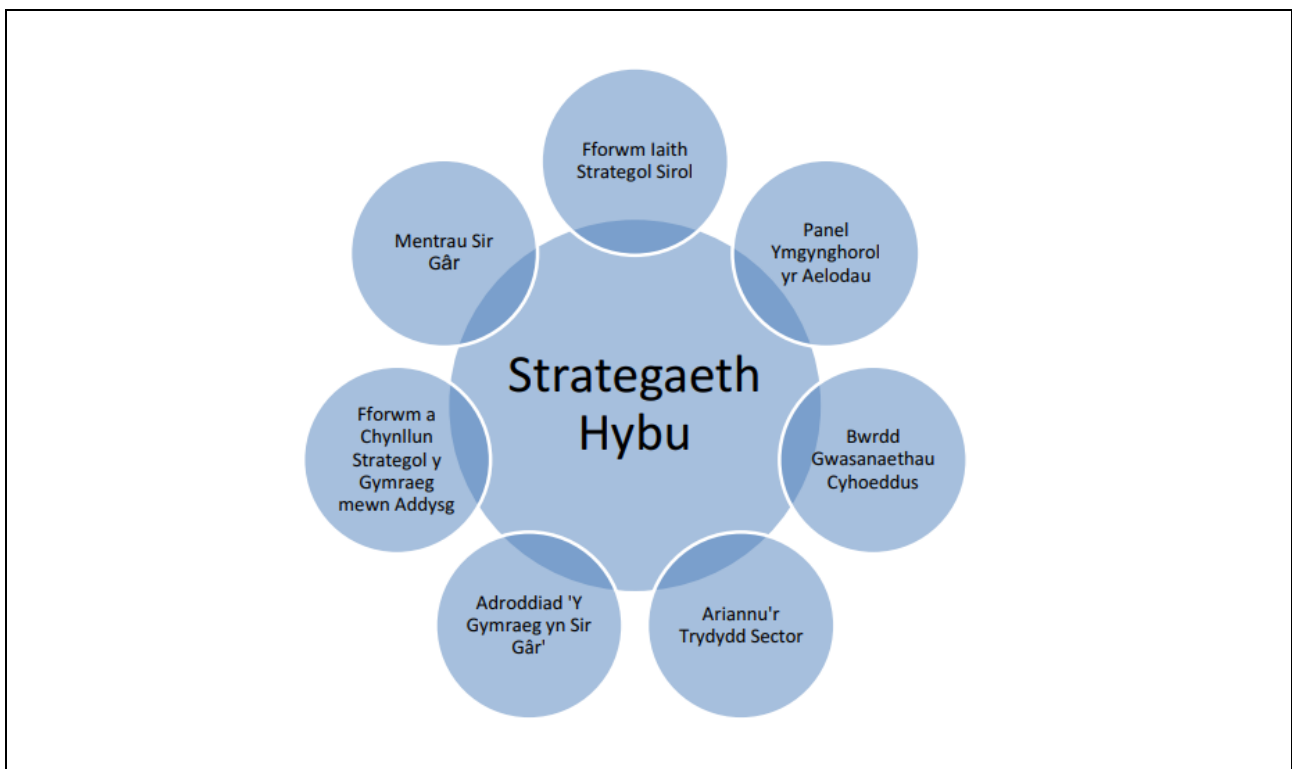 Fforwm Iaith
Strategol Sirol
Panel
Ymgynghorol
yr Aelodau
Bwrdd
Gwasanaethau
Cyhoeddus
Ariannu'r
Trydydd Sector
Adroddiad 'Y
Gymraeg yn Sir
Gâr'
Fforwm a
Chynllun
Strategol y
Gymraeg
mewn Addysg
Mentrau Sir
Gâr
Strategaeth
Hybu